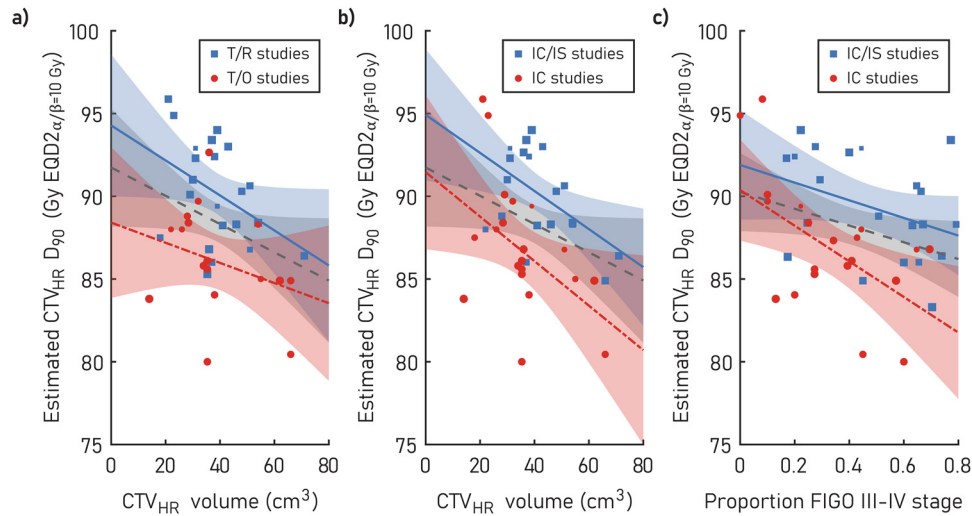 a)
T/R studies
T/O studies
Estimated CTV_HR D_90 (Gy EQD2_α/β=10 Gy)
100
95
90
85
80
75
0 20 40 60 80
CTV_HR volume (cm³)
b)
IC/IS studies
IC studies
Estimated CTV_HR D_90 (Gy EQD2_α/β=10 Gy)
100
95
90
85
80
75
0 20 40 60 80
CTV_HR volume (cm³)
c)
IC/IS studies
IC studies
Estimated CTV_HR D_90 (Gy EQD2_α/β=10 Gy)
100
95
90
85
80
75
0 0.2 0.4 0.6 0.8
Proportion FIGO III–IV stage